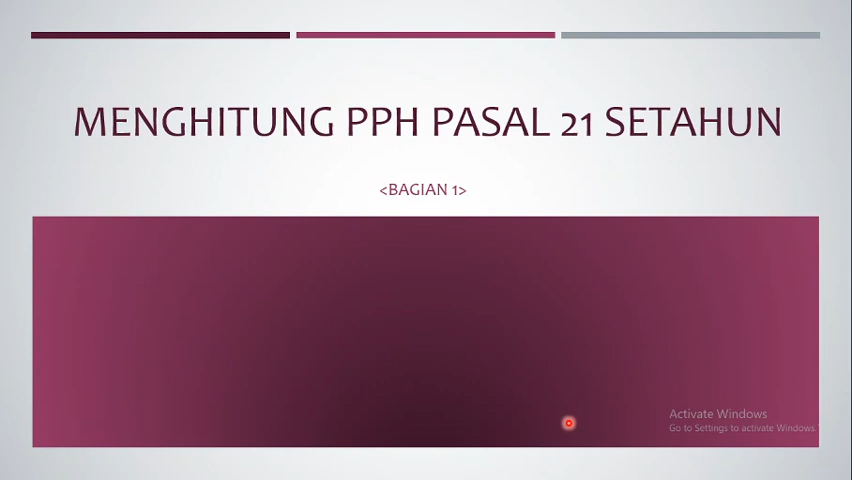 MENGHITUNG PPH PASAL 21 SETAHUN
<BAGIAN 1>
Activate Windows
Go to Settings to activate Windows.